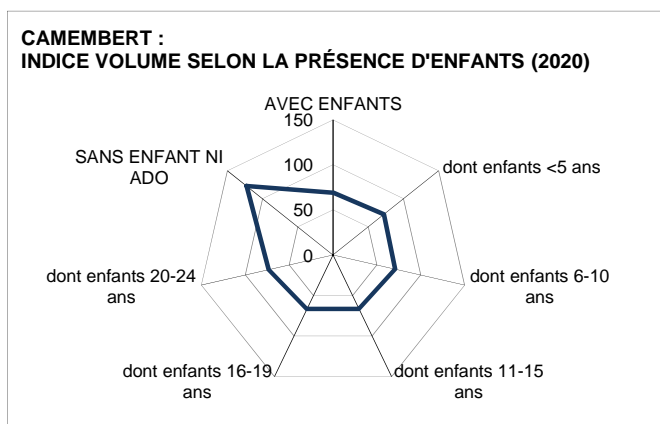 CAMEMBERT :
INDICE VOLUME SELON LA PRÉSENCE D'ENFANTS (2020)
AVEC ENFANTS
150
100
50
0
dont enfants <5 ans
dont enfants 6-10
ans
dont enfants 11-15
ans
dont enfants 16-19
ans
dont enfants 20-24
ans
SANS ENFANT NI
ADO